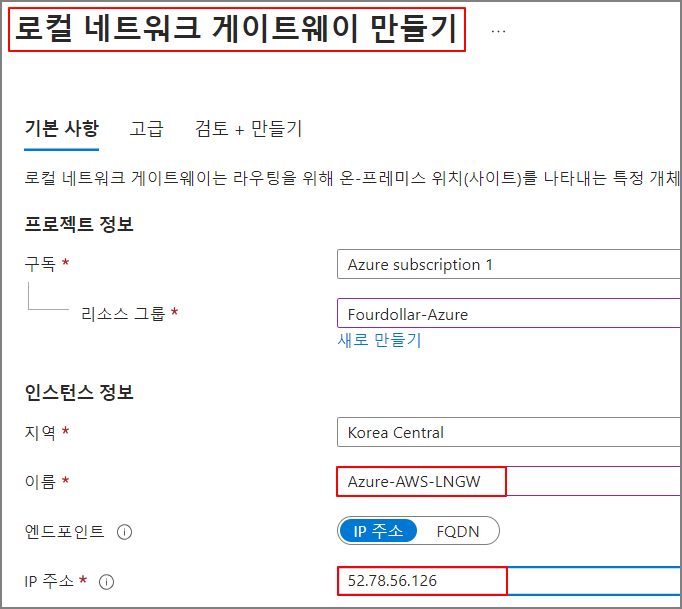 로컬 네트워크 게이트웨이 만들기 ...
기본 사항 고급 검토 + 만들기
로컬 네트워크 게이트웨이는 라우팅을 위해 온-프레미스 위치(사이트)를 나타내는 특정 개체
프로젝트 정보
구독 * Azure subscription 1
리소스 그룹 * Fourdollar-Azure
새로 만들기
인스턴스 정보
지역 * Korea Central
이름 * Azure-AWS-LNGW
엔드포인트 IP 주소 FQDN
IP 주소 * 52.78.56.126